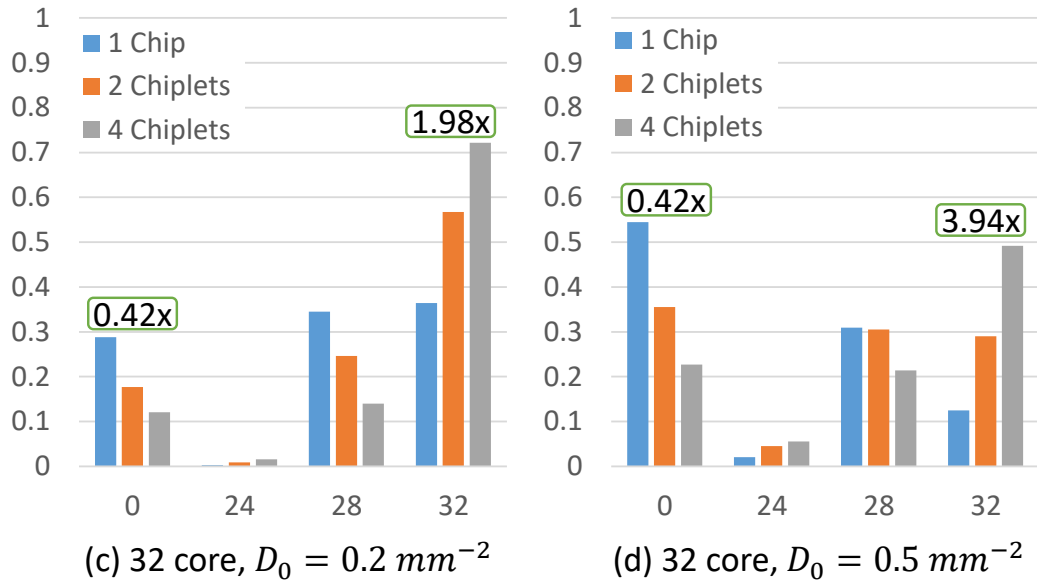 1
0.9
0.8
0.7
0.6
0.5
0.4
0.3
0.2
0.1
0
1 Chip
2 Chiplets
4 Chiplets
0.42x
1.98x
0 24 28 32
(c) 32 core, D₀ = 0.2 mm⁻²
1
0.9
0.8
0.7
0.6
0.5
0.4
0.3
0.2
0.1
0
1 Chip
2 Chiplets
4 Chiplets
0.42x
3.94x
0 24 28 32
(d) 32 core, D₀ = 0.5 mm⁻²